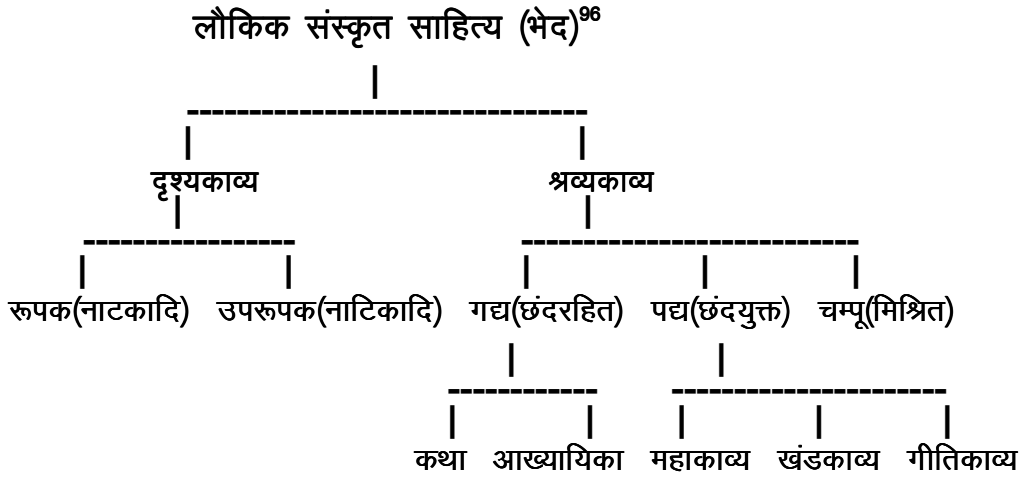 लौकिक संस्कृत साहित्य (भेद)96
दृश्यकाव्य श्रव्यकाव्य
रूपक(नाटकादि) उपरूपक(नाटिकादि) गद्य(छंदरहित) पद्य(छंदयुक्त) चम्पू(मिश्रित)
कथा आख्यायिका महाकाव्य खंडकाव्य गीतिकाव्य